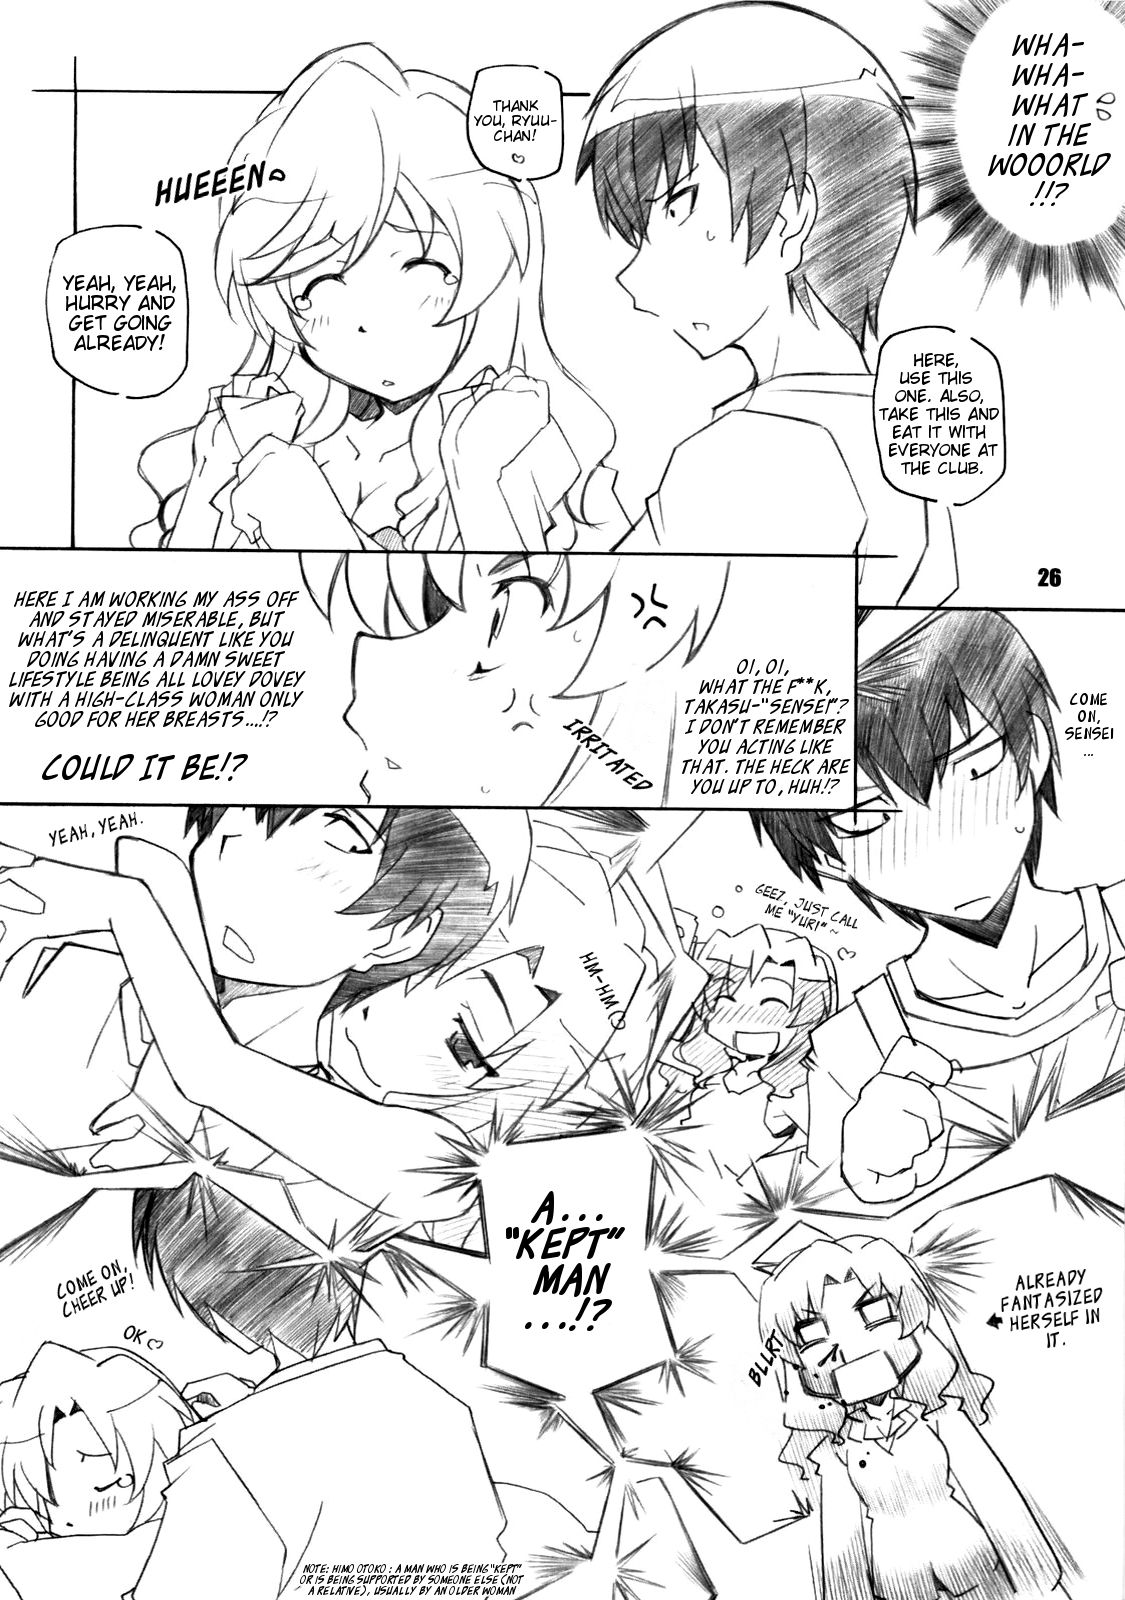 WHA-
WHA-
WHAT
IN THE
WOOORLD
!!?
THANK
YOU, RYUU-
CHAN!
HUEEEN
YEAH, YEAH,
HURRY AND
GET GOING
ALREADY!
HERE,
USE THIS
ONE. ALSO,
TAKE THIS AND
EAT IT WITH
EVERYONE AT
THE CLUB.
26
HERE I AM WORKING MY ASS OFF
AND STAYED MISERABLE, BUT
WHAT'S A DELINQUENT LIKE YOU
DOING HAVING A DAMN SWEET
LIFESTYLE BEING ALL LOVEY DOVEY
WITH A HIGH-CLASS WOMAN ONLY
GOOD FOR HER BREASTS....!?
COULD IT BE!?
IRRITATED
OI, OI,
WHAT THE F**K,
TAKASU-"SENSEI"?
I DON'T REMEMBER
YOU ACTING LIKE
THAT. THE HECK ARE
YOU UP TO, HUH!?
COME
ON,
SENSEI
...
YEAH, YEAH.
GEEZ, JUST CALL
ME "YURI" ~
HM-HM
A...
"KEPT"
MAN
...!?
COME ON,
CHEER UP!
OK
BLLRT
ALREADY
FANTASIZED
HERSELF IN
IT.
NOTE: HIMO OTOKO : A MAN WHO IS BEING "KEPT"
OR IS BEING SUPPORTED BY SOMEONE ELSE (NOT
A RELATIVE), USUALLY BY AN OLDER WOMAN